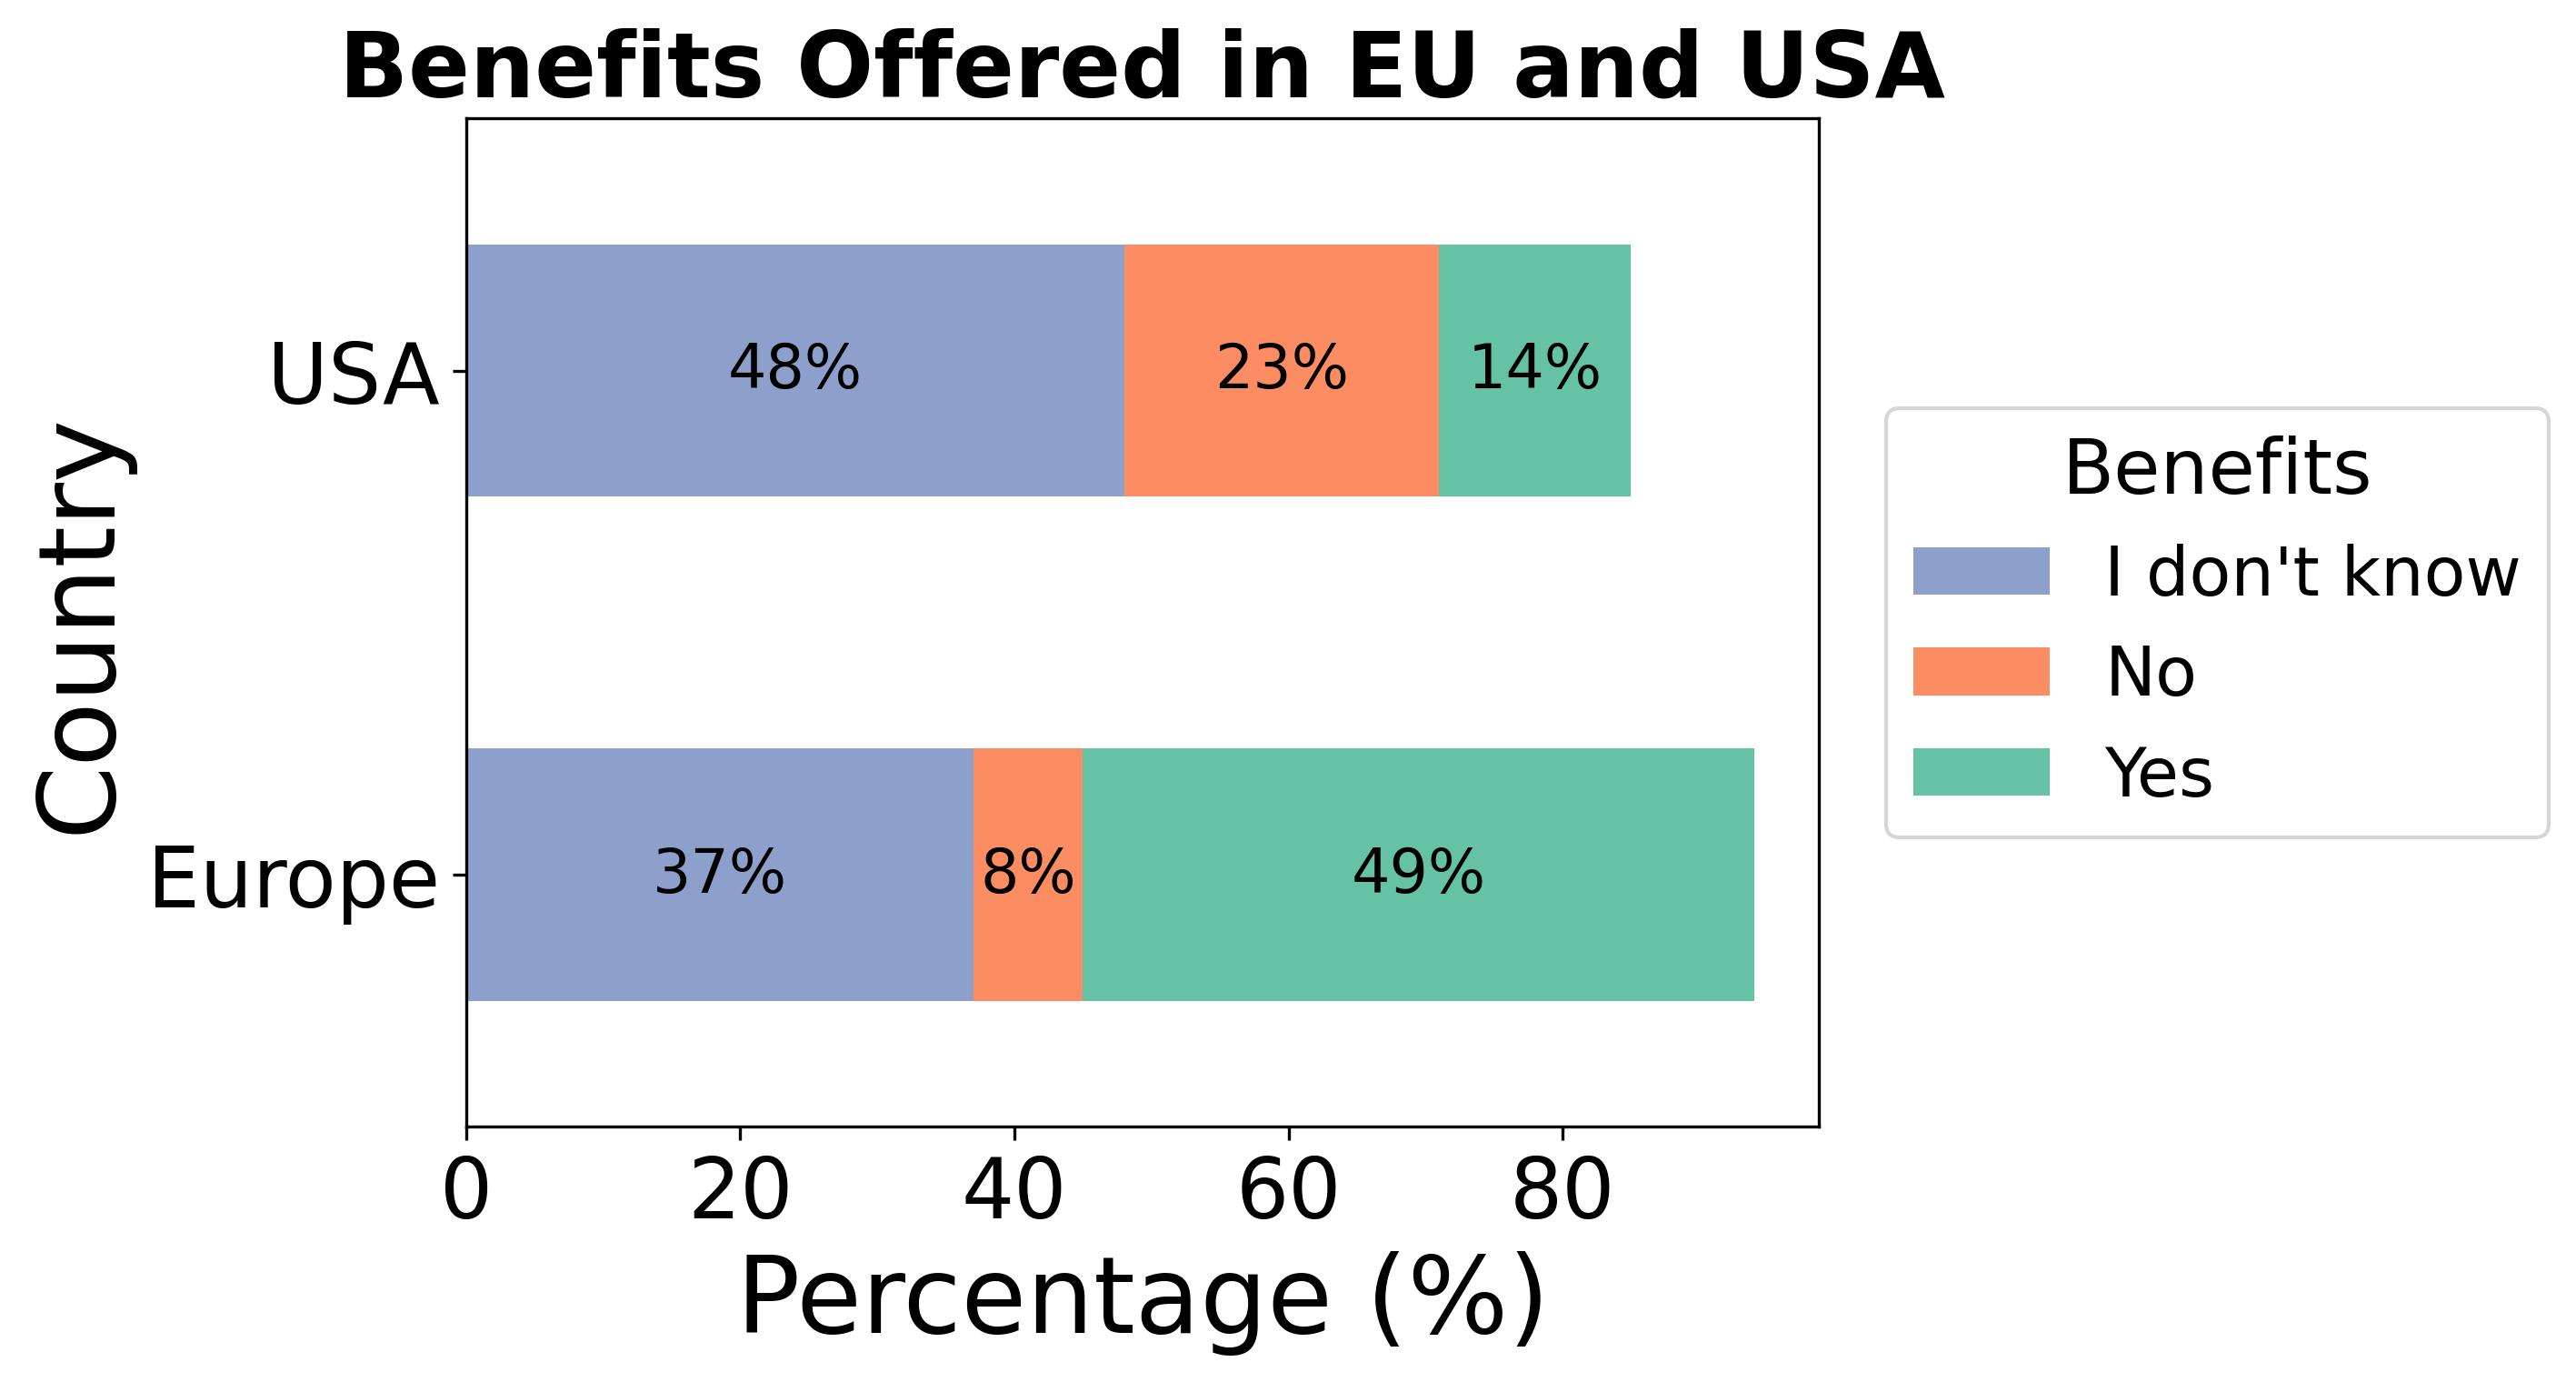 Benefits Offered in EU and USA
Country
USA
48%
23%
14%
Europe
37%
8%
49%
0
20
40
60
80
Percentage (%)
Benefits
I don't know
No
Yes